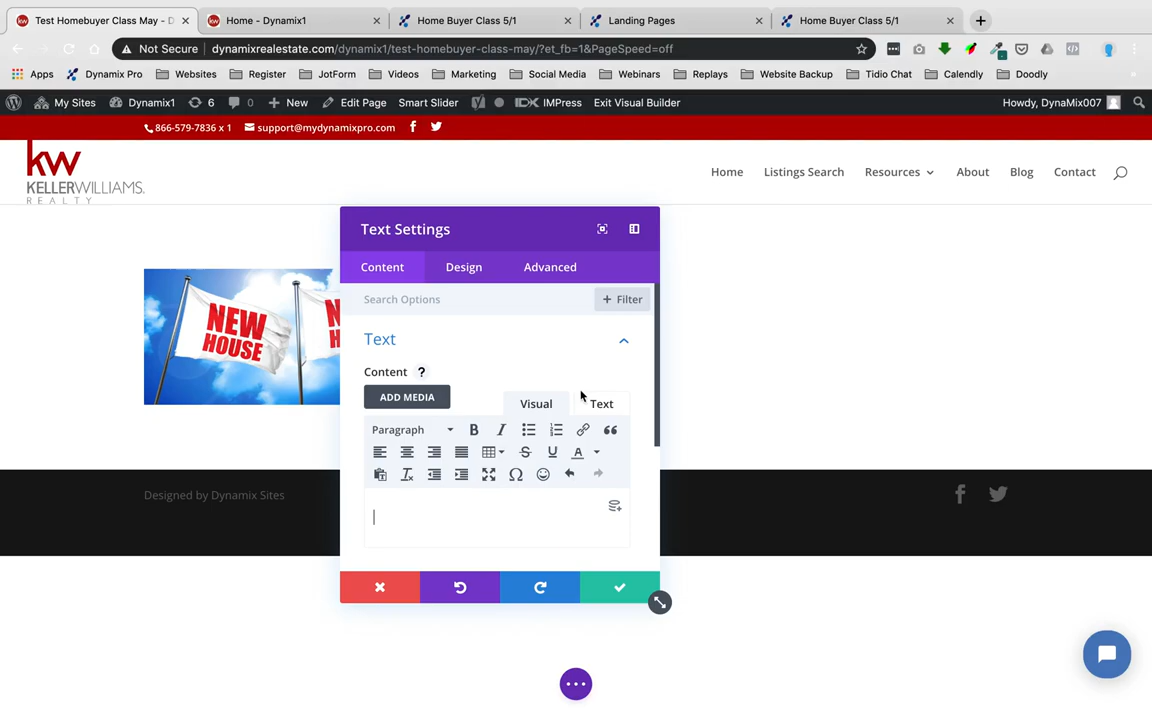 Test Homebuyer Class May - D
Home - Dynamix1
Home Buyer Class 5/1
Landing Pages
Home Buyer Class 5/1
Not Secure
dynamixrealestate.com/dynamix1/test-homebuyer-class-may/?et_fb=1&PageSpeed=off
Apps
Dynamix Pro
Websites
Register
JotForm
Videos
Marketing
Social Media
Webinars
Replays
Website Backup
Tidio Chat
Calendly
Doodly
My Sites
Dynamix1
6
New
Edit Page
Smart Slider
IDX IMPress
Exit Visual Builder
Howdy, DynaMix007
866-579-7836 x 1
support@mydynamixpro.com
kw
KELLERWILLIAMS.
REALTY
Home
Listings Search
Resources
About
Blog
Contact
NEW
HOUSE
Text Settings
Content
Design
Advanced
Search Options
+ Filter
Text
Content ?
ADD MEDIA
Visual
Text
Paragraph
B
I
U
A
Designed by Dynamix Sites